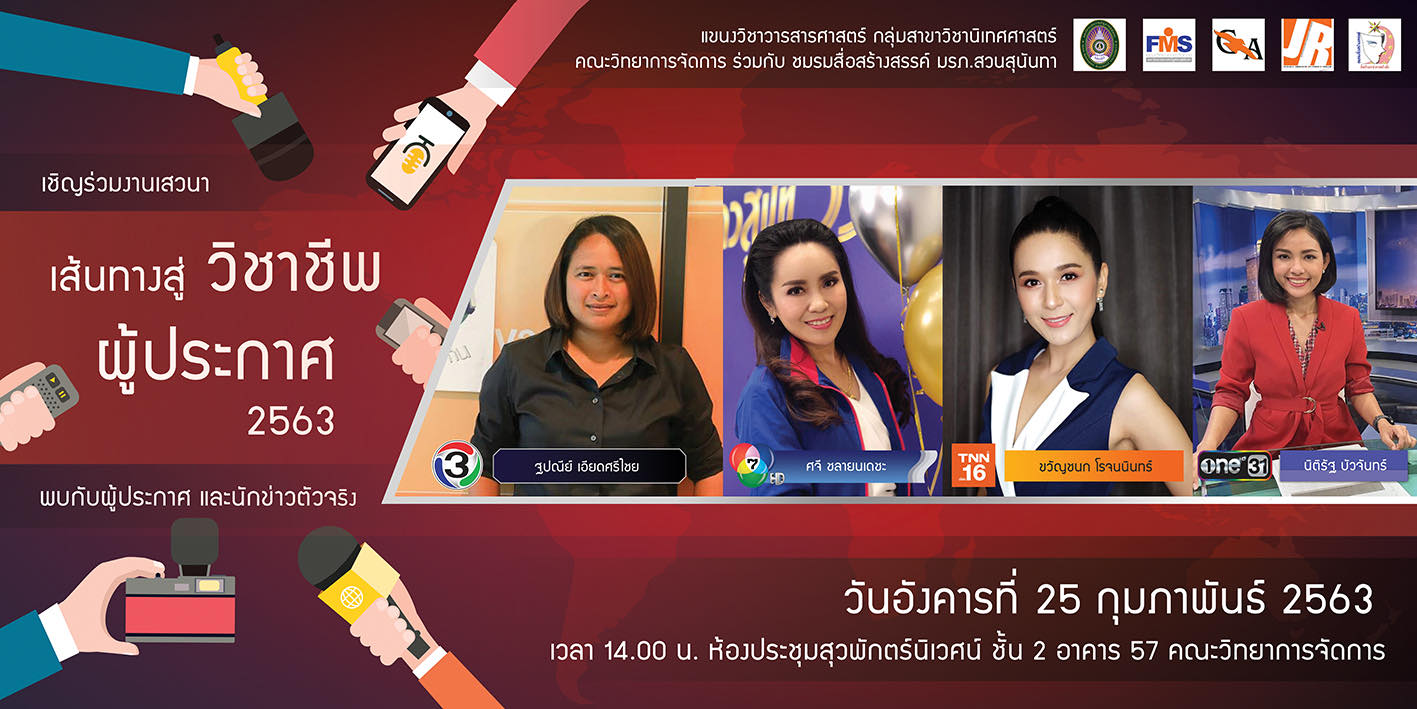 แขนงวิชาวารสารศาสตร์ กลุ่มสาขาวิชานิเทศศาสตร์
คณะวิทยาการจัดการ ร่วมกับ ชมรมสื่อสร้างสรรค์ มรภ.สวนสุนันทา
FMS
CA
JR
เชิญร่วมงานเสวนา
เส้นทางสู่ วิชาชีพ
ผู้ประกาศ
2563
พบกับผู้ประกาศ และนักข่าวตัวจริง
3
ฐปณีย์ เอียดศรีไชย
7
HD
ศจี ชลายนเดชะ
TNN
16
ขวัญชนก โรจนนินทร์
one 31
นิติรัฐ บัวจันทร์
วันอังคารที่ 25 กุมภาพันธ์ 2563
เวลา 14.00 น. ห้องประชุมสุวพักตร์นิเวศน์ ชั้น 2 อาคาร 57 คณะวิทยาการจัดการ